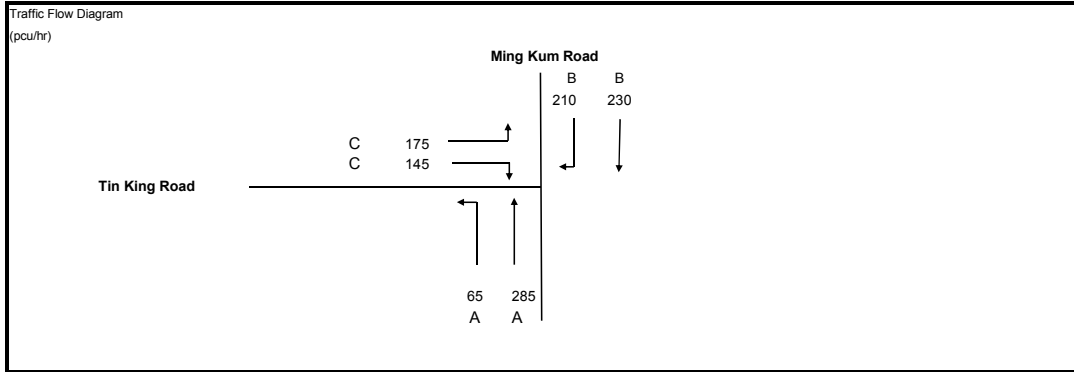 Traffic Flow Diagram
(pcu/hr)
Ming Kum Road
B B
210 230
C 175
C 145
Tin King Road
65 285
A A